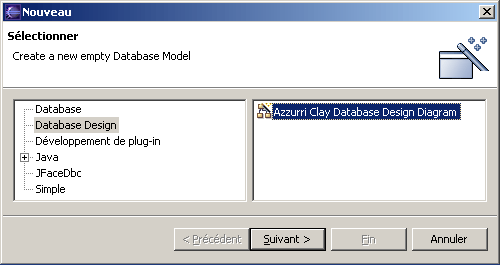 Nouveau
Sélectionner
Create a new empty Database Model
Database
Database Design
Développement de plug-in
Java
JFaceDbc
Simple
Azzurri Clay Database Design Diagram
< Précédent
Suivant >
Fin
Annuler